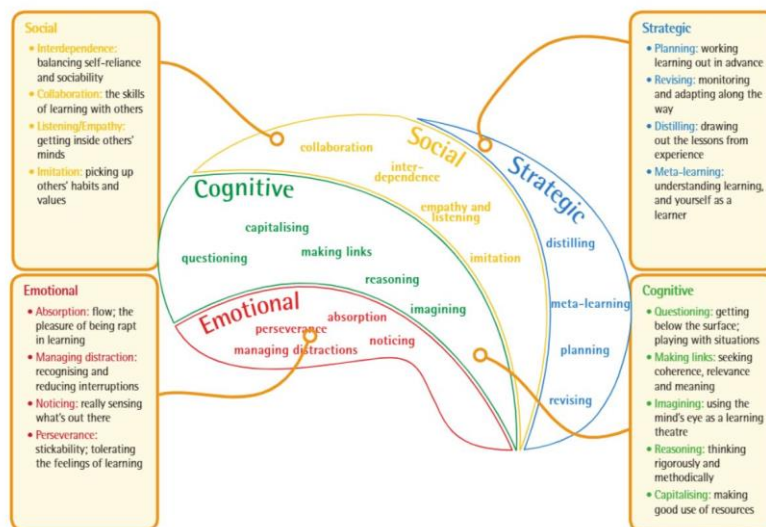 Social
• Interdependence:
balancing self-reliance
and sociability
• Collaboration: the skills
of learning with others
• Listening/Empathy:
getting inside others'
minds
• Imitation: picking up
others' habits and
values
Strategic
• Planning: working
learning out in advance
• Revising: monitoring
and adapting along the
way
• Distilling: drawing
out the lessons from
experience
• Meta-learning:
understanding learning,
and yourself as a
learner
Social
collaboration
inter-
dependence
empathy and
listening
imitation
Strategic
distilling
meta-learning
planning
revising
Cognitive
capitalising
questioning
making links
reasoning
imagining
Emotional
absorption
perseverance
noticing
managing distractions
Emotional
• Absorption: flow; the
pleasure of being rapt
in learning
• Managing distraction:
recognising and
reducing interruptions
• Noticing: really sensing
what's out there
• Perseverance:
stickability; tolerating
the feelings of learning
Cognitive
• Questioning: getting
below the surface;
playing with situations
• Making links: seeking
coherence, relevance
and meaning
• Imagining: using the
mind's eye as a learning
theatre
• Reasoning: thinking
rigorously and
methodically
• Capitalising: making
good use of resources